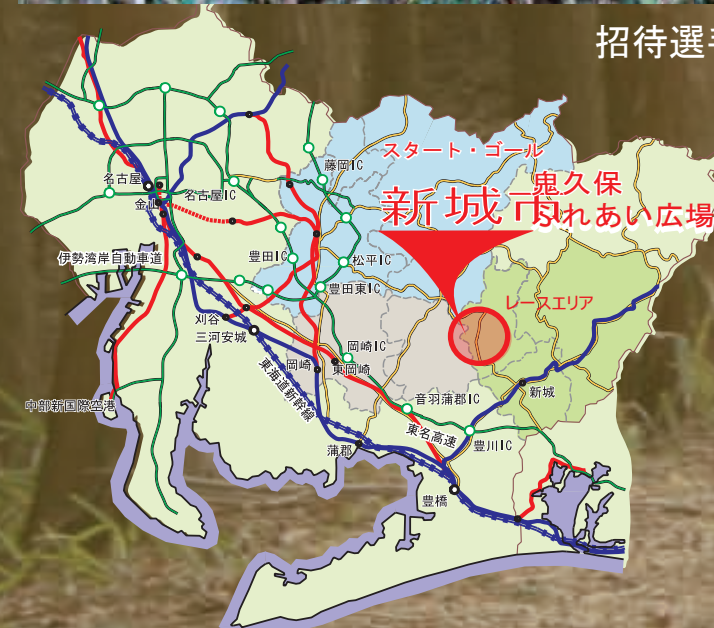 招待選手
スタート・ゴール
新城市
鬼久保
ふれあい広場
藤岡IC
名古屋
名古屋IC
金山
伊勢湾岸自動車道
豊田IC
松平IC
豊田東IC
レースエリア
刈谷
三河安城
岡崎IC
岡崎
東岡崎
東海道新幹線
新城
中部新国際空港
音羽蒲郡IC
東名高速
豊川IC
蒲郡
豊橋